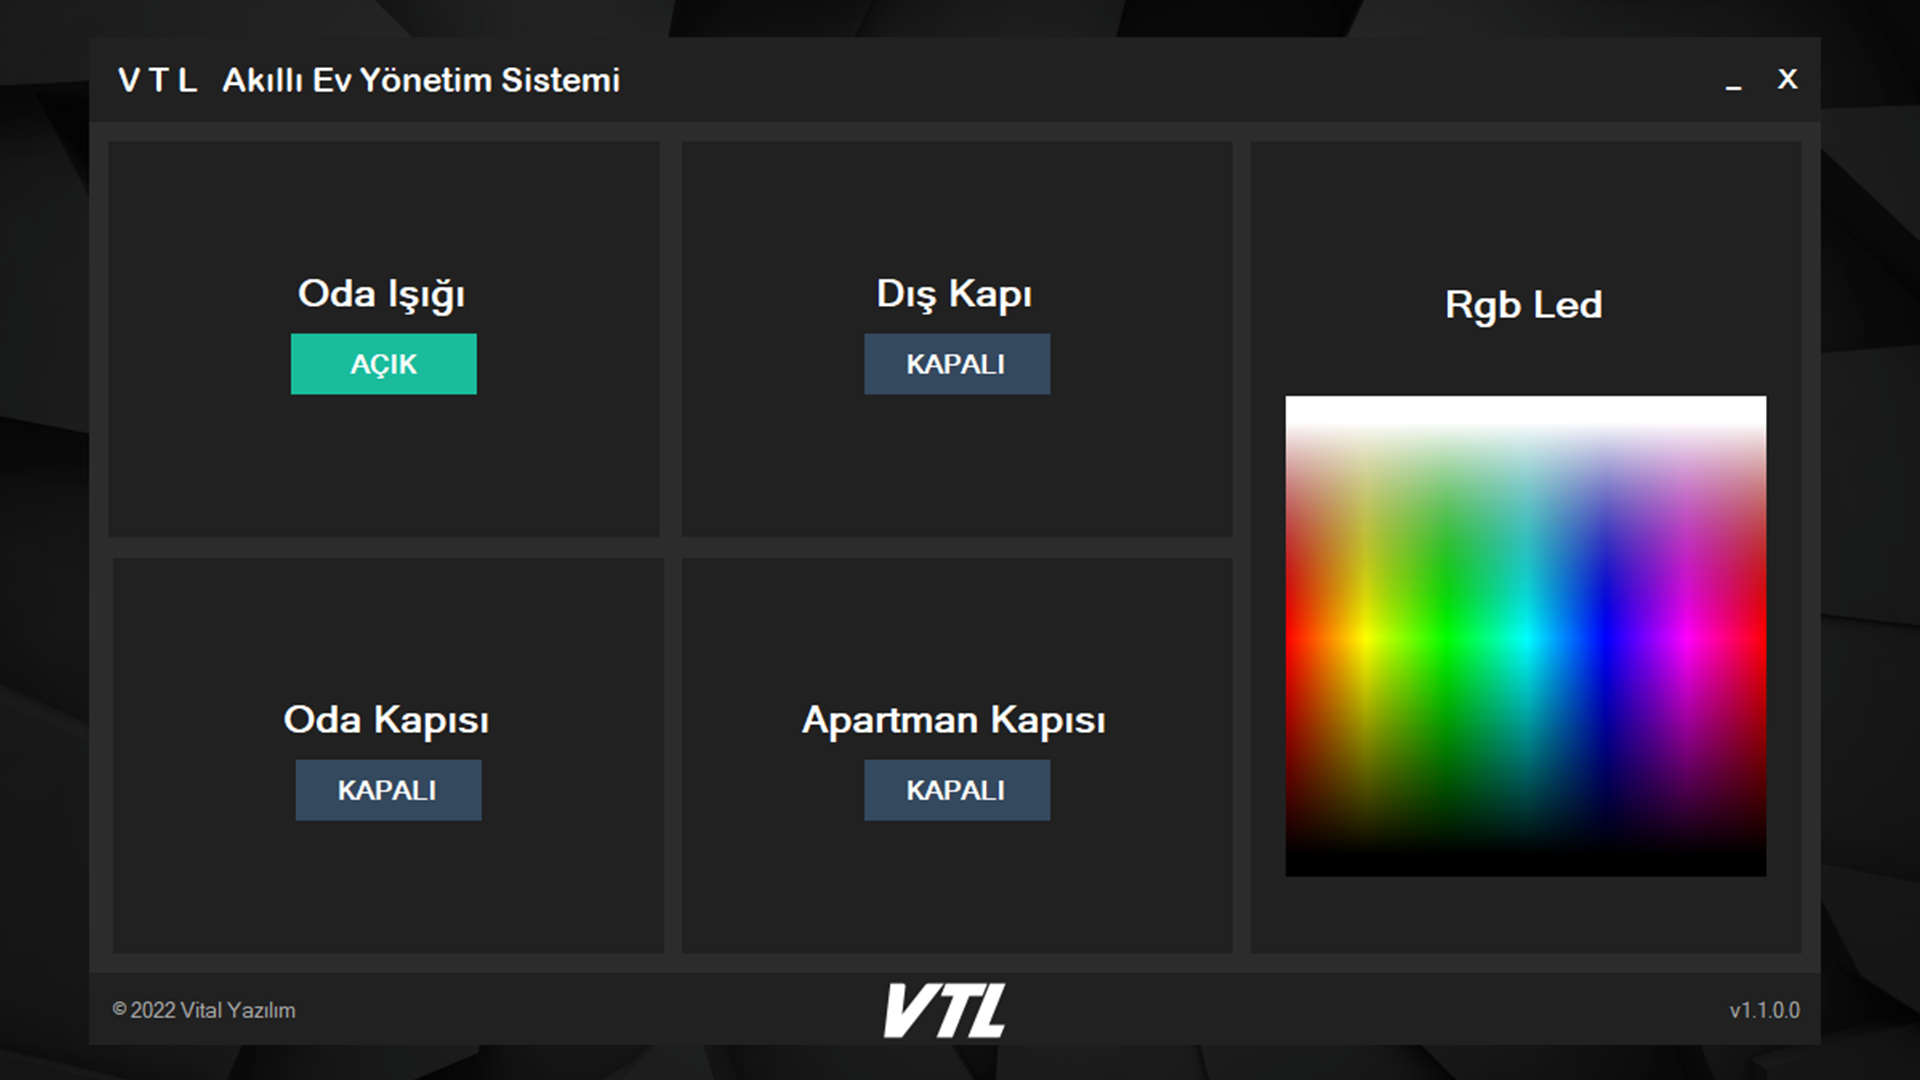 V T L Akıllı Ev Yönetim Sistemi
_ X
Oda Işığı
AÇIK
Dış Kapı
KAPALI
Rgb Led
Oda Kapısı
KAPALI
Apartman Kapısı
KAPALI
© 2022 Vital Yazılım
VTL
v1.1.0.0